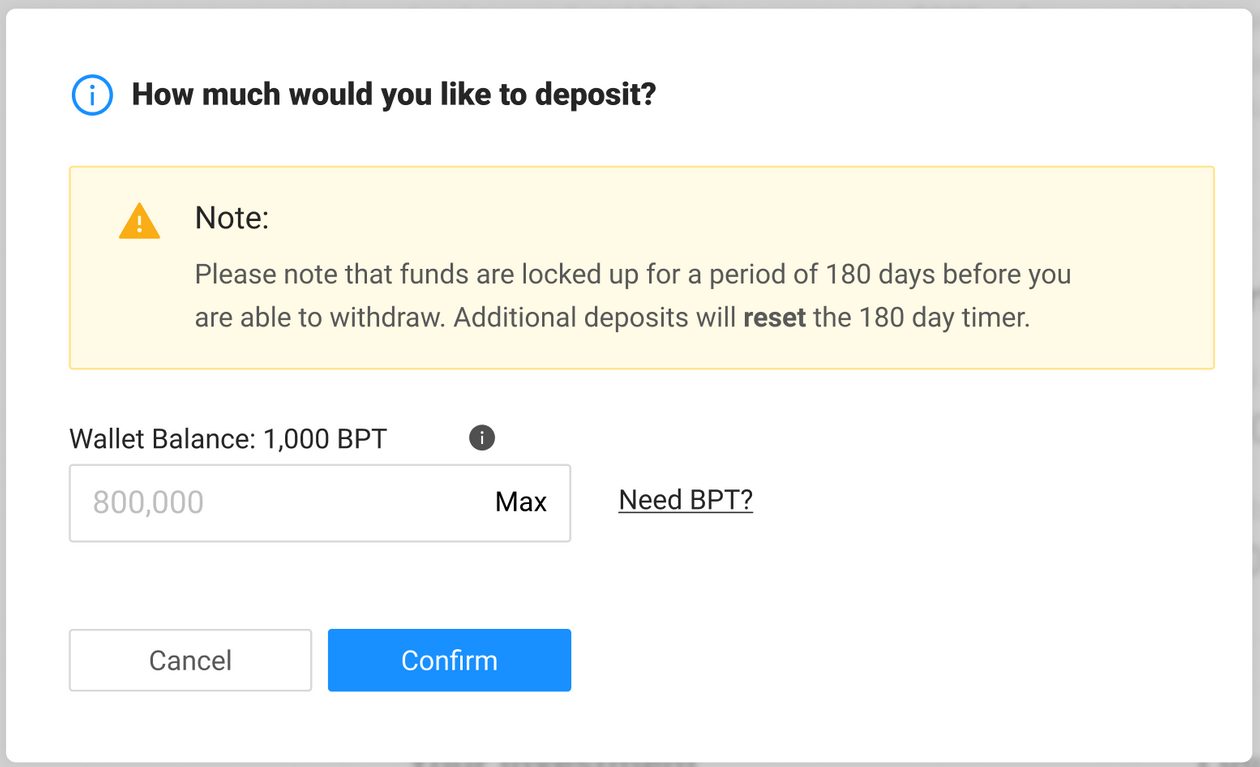 How much would you like to deposit?
Note:
Please note that funds are locked up for a period of 180 days before you
are able to withdraw. Additional deposits will reset the 180 day timer.
Wallet Balance: 1,000 BPT
800,000 Max Need BPT?
Cancel Confirm